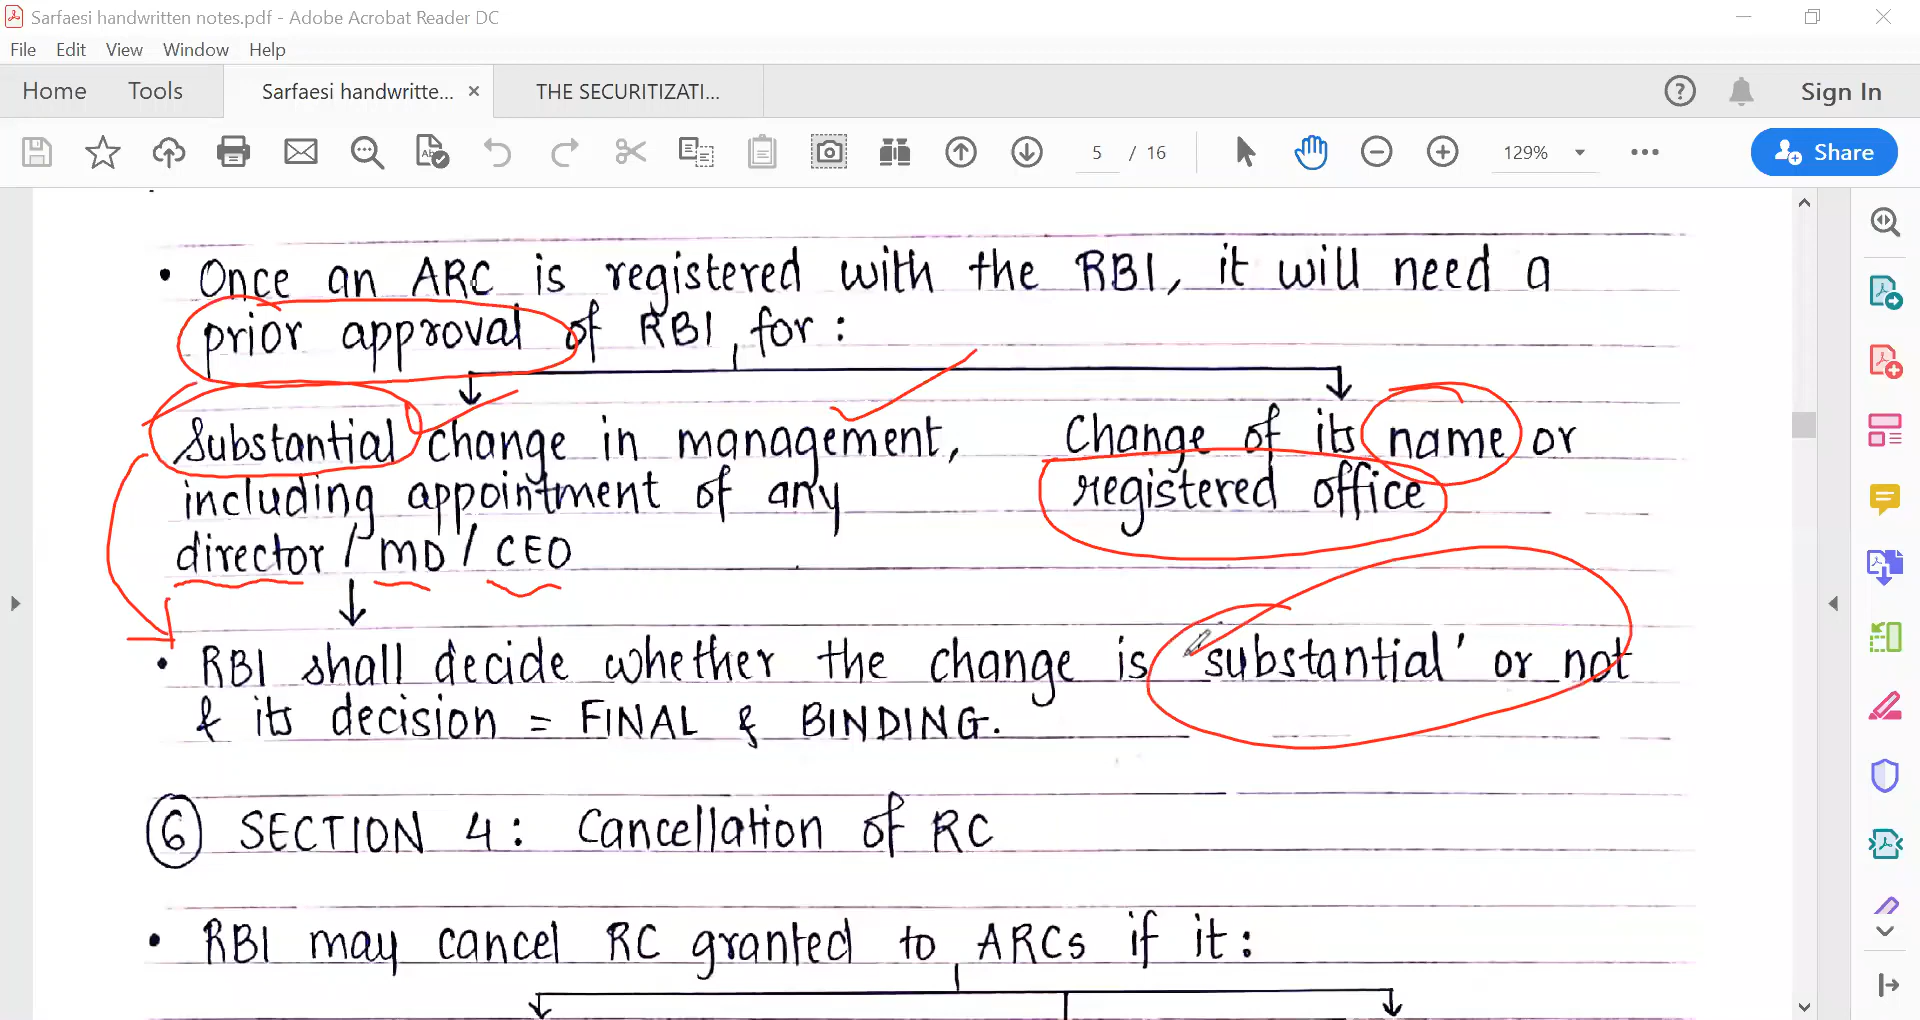 Sarfaesi handwritten notes.pdf - Adobe Acrobat Reader DC
File Edit View Window Help
Home Tools Sarfaesi handwritte... × THE SECURITIZATI... Sign In
5 / 16 129% Share
• Once an ARC is registered with the RBI, it will need a
prior approval of RBI for :
Substantial change in management,
including appointment of any
director / MD / CEO
Change of its name or
registered office
• RBI shall decide whether the change is 'substantial' or not
& its decision = FINAL & BINDING.
6 SECTION 4 : Cancellation of RC
• RBI may cancel RC granted to ARCs if it :